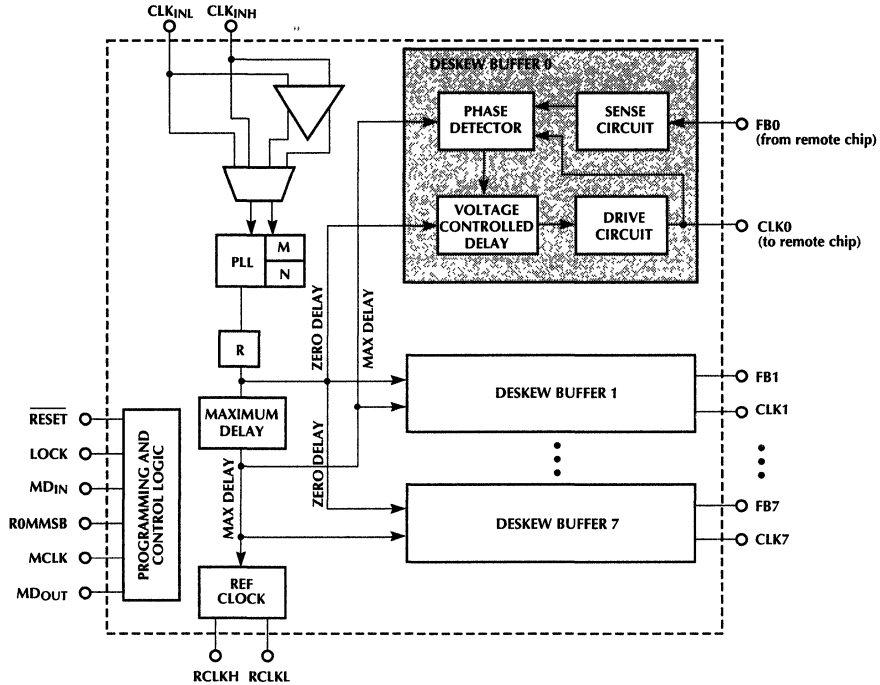 CLKINL CLKINH
DESKEW BUFFER 0
PHASE
DETECTOR
SENSE
CIRCUIT
FB0
(from remote chip)
VOLTAGE
CONTROLLED
DELAY
DRIVE
CIRCUIT
CLK0
(to remote chip)
PLL
M
N
R
ZERO DELAY
MAX DELAY
MAXIMUM
DELAY
ZERO DELAY
MAX DELAY
DESKEW BUFFER 1
FB1
CLK1
DESKEW BUFFER 7
FB7
CLK7
RESET
LOCK
MDIN
R0MMSB
MCLK
MDOUT
PROGRAMMING AND
CONTROL LOGIC
REF
CLOCK
RCLKH RCLKL